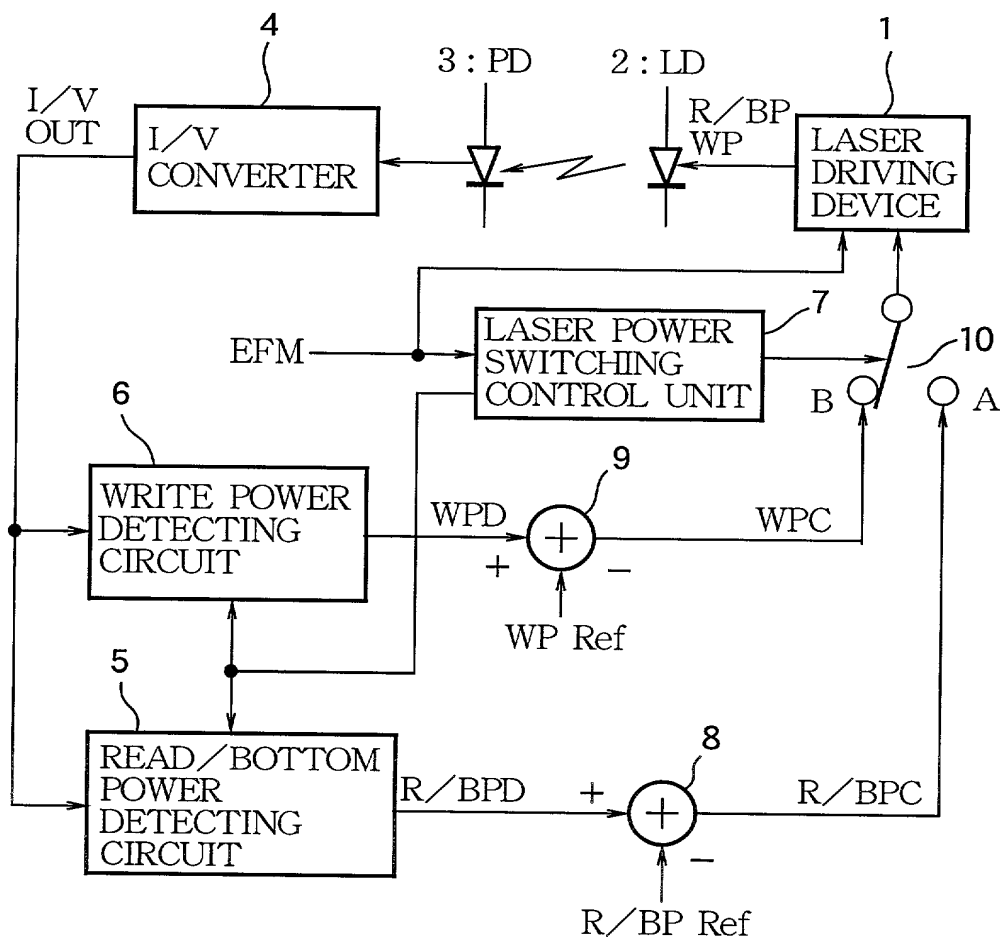 4
3 : PD
2 : LD
1
I/V
OUT
I/V
CONVERTER
R/BP
WP
LASER
DRIVING
DEVICE
EFM
LASER POWER
SWITCHING
CONTROL UNIT
7
10
B
A
6
WRITE POWER
DETECTING
CIRCUIT
WPD
+
9
+
−
WPC
WP Ref
5
READ/BOTTOM
POWER
DETECTING
CIRCUIT
R/BPD
+
8
+
−
R/BPC
R/BP Ref